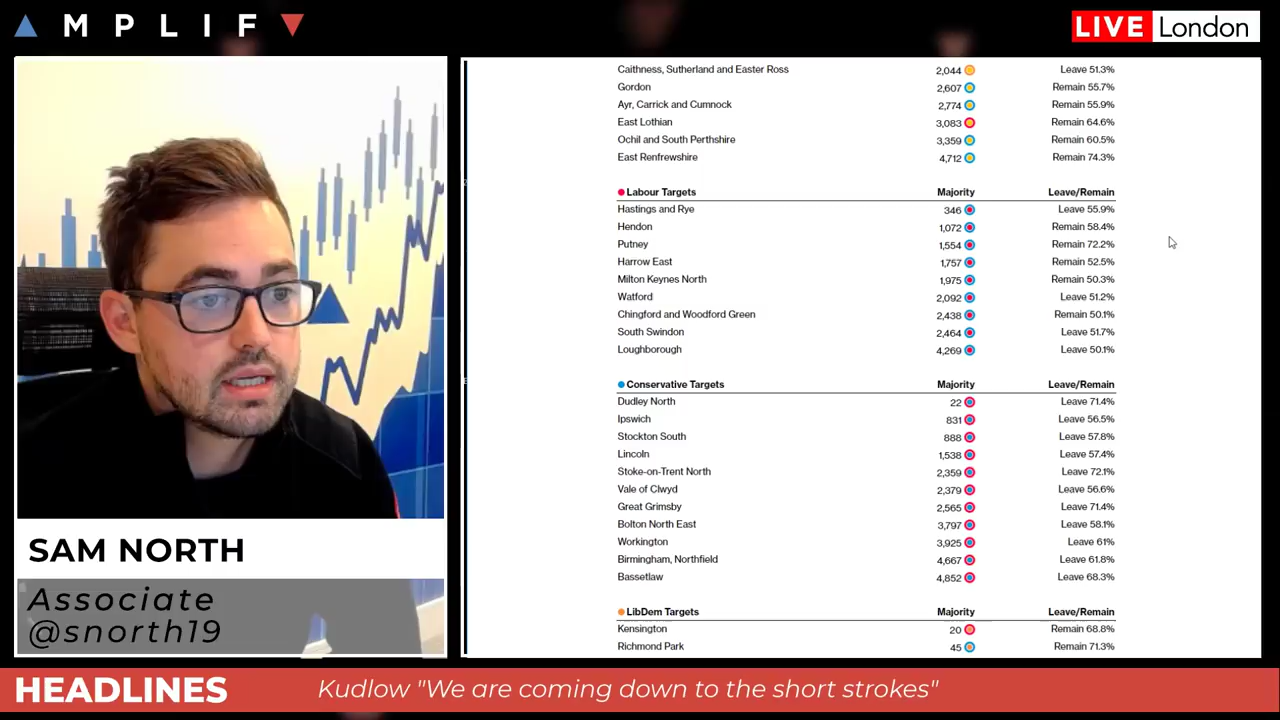 AMPLIFY
LIVE London
Caithness, Sutherland and Easter Ross 2,044 Leave 51.3%
Gordon 2,607 Remain 55.7%
Ayr, Carrick and Cumnock 2,774 Remain 55.9%
East Lothian 3,083 Remain 64.6%
Ochil and South Perthshire 3,359 Remain 60.5%
East Renfrewshire 4,712 Remain 74.3%
Labour Targets Majority Leave/Remain
Hastings and Rye 346 Leave 55.9%
Hendon 1,072 Remain 58.4%
Putney 1,554 Remain 72.2%
Harrow East 1,757 Remain 52.5%
Milton Keynes North 1,975 Remain 50.3%
Watford 2,092 Leave 51.2%
Chingford and Woodford Green 2,438 Remain 50.1%
South Swindon 2,464 Leave 51.7%
Loughborough 4,269 Leave 50.1%
Conservative Targets Majority Leave/Remain
Dudley North 22 Leave 71.4%
Ipswich 831 Leave 56.5%
Stockton South 888 Leave 57.8%
Lincoln 1,538 Leave 57.4%
Stoke-on-Trent North 2,359 Leave 72.1%
Vale of Clwyd 2,379 Leave 56.6%
Great Grimsby 2,565 Leave 71.4%
Bolton North East 3,797 Leave 58.1%
Workington 3,925 Leave 61%
Birmingham, Northfield 4,667 Leave 61.8%
Bassetlaw 4,852 Leave 68.3%
LibDem Targets Majority Leave/Remain
Kensington 20 Remain 68.8%
Richmond Park 45 Remain 71.3%
SAM NORTH
Associate
@snorth19
HEADLINES Kudlow "We are coming down to the short strokes"